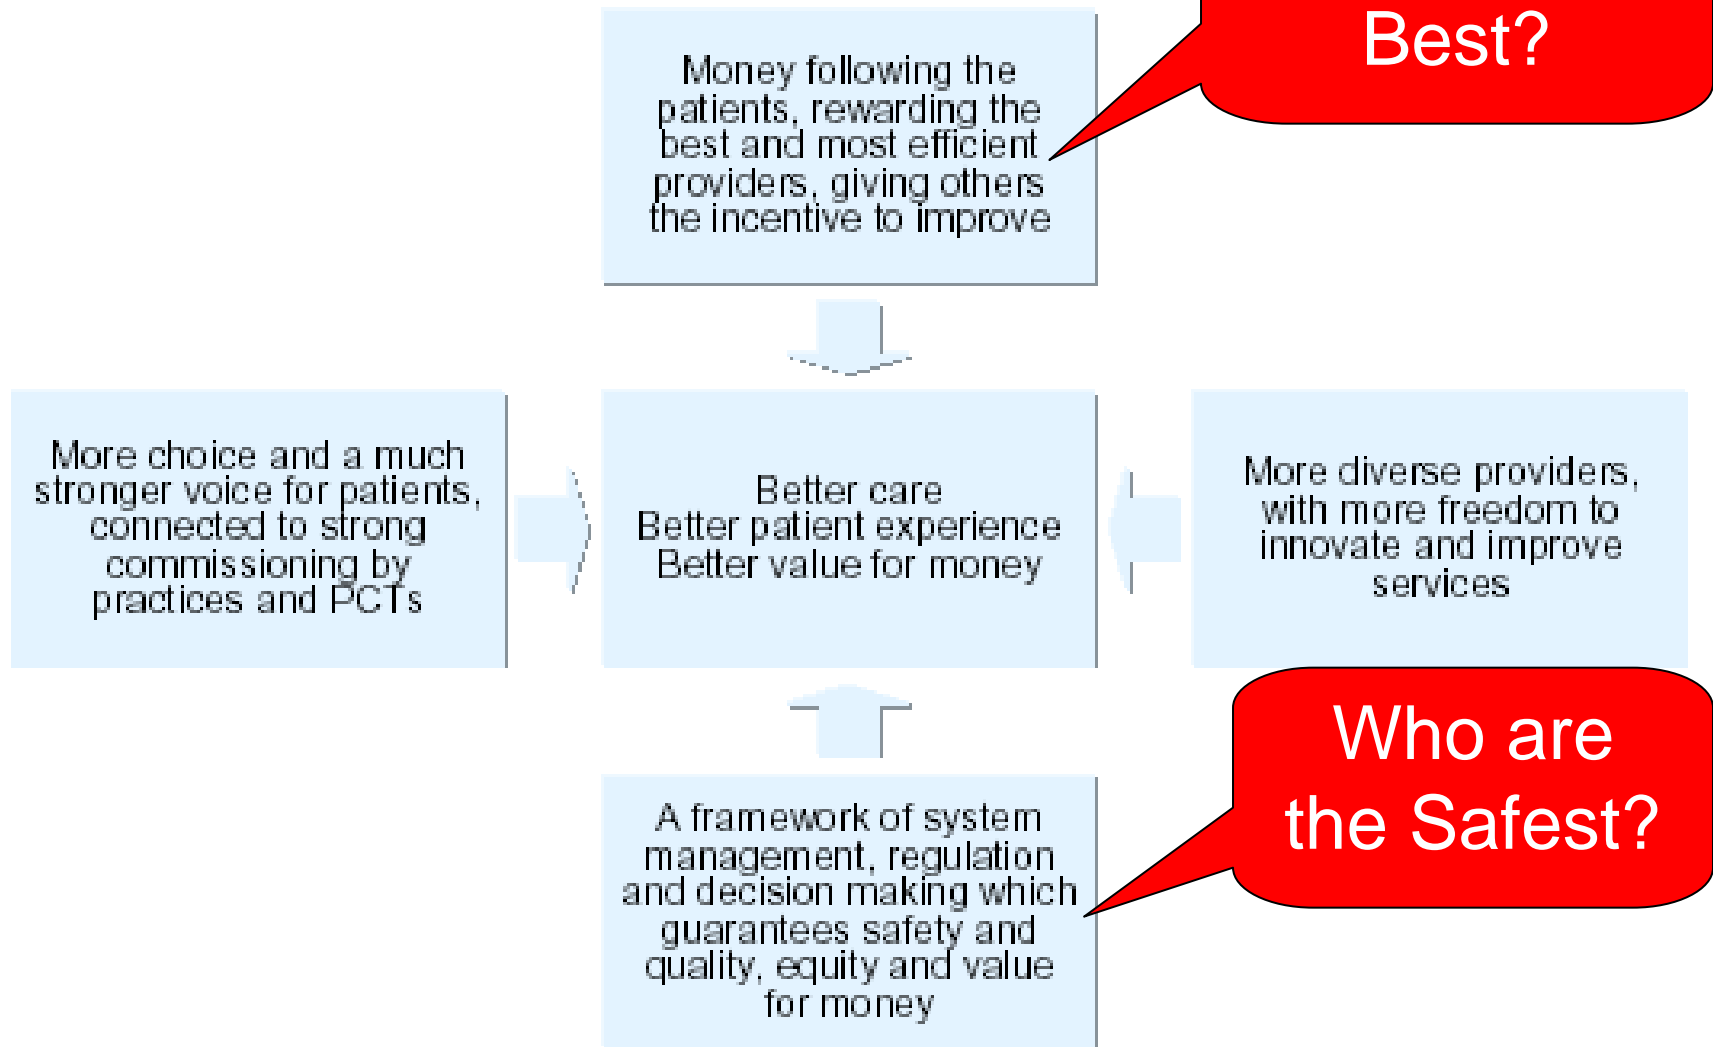 Best?
Money following the
patients, rewarding the
best and most efficient
providers, giving others
the incentive to improve
More choice and a much
stronger voice for patients,
connected to strong
commissioning by
practices and PCTs
Better care
Better patient experience
Better value for money
More diverse providers,
with more freedom to
innovate and improve
services
Who are
the Safest?
A framework of system
management, regulation
and decision making which
guarantees safety and
quality, equity and value
for money